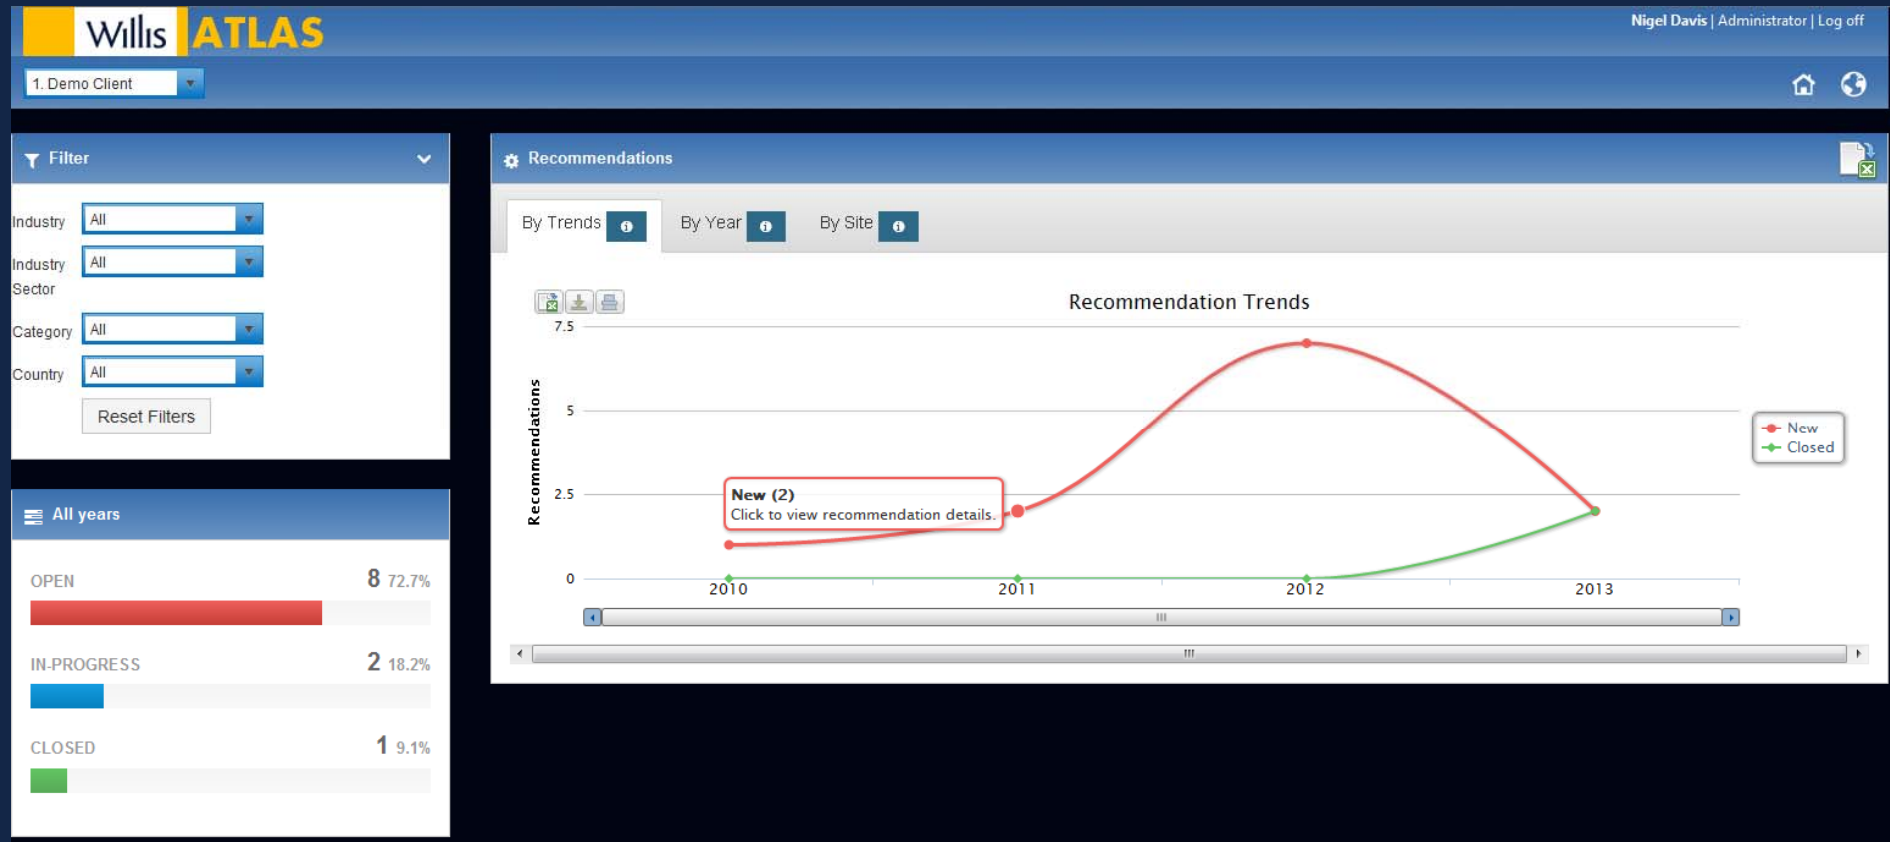 Willis ATLAS
Nigel Davis | Administrator | Log off
1. Demo Client
Filter
Industry All
Industry Sector All
Category All
Country All
Reset Filters
All years
OPEN 8 72.7%
IN-PROGRESS 2 18.2%
CLOSED 1 9.1%
Recommendations
By Trends By Year By Site
Recommendation Trends
Recommendations
7.5
5
2.5
0
New (2)
Click to view recommendation details.
2010 2011 2012 2013
New
Closed